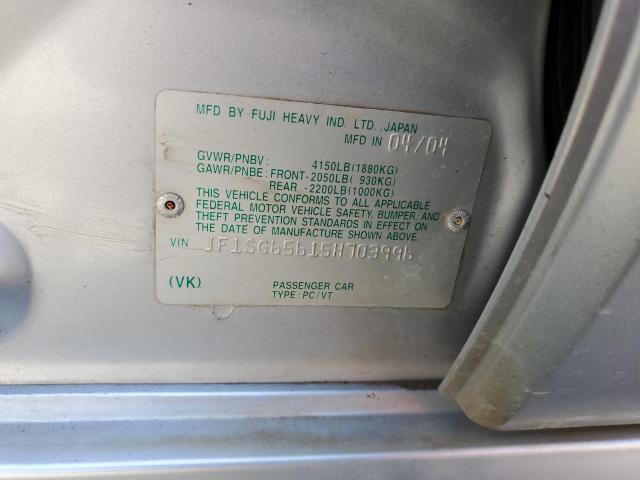 MFD BY FUJI HEAVY IND. LTD., JAPAN
MFD IN 04/04
GVWR/PNBV: 4150LB(1880KG)
GAWR/PNBE: FRONT-2050LB( 930KG)
REAR -2200LB(1000KG)
THIS VEHICLE CONFORMS TO ALL APPLICABLE
FEDERAL MOTOR VEHICLE SAFETY, BUMPER, AND
THEFT PREVENTION STANDARDS IN EFFECT ON
THE DATE OF MANUFACTURE SHOWN ABOVE.
VIN JF1SG65615H703996
(VK) PASSENGER CAR
TYPE: PC/VT